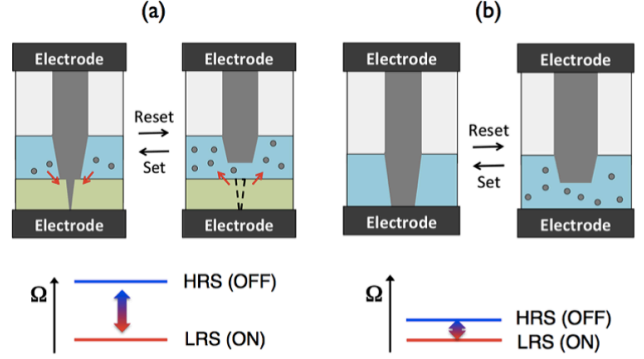 (a)
(b)
Electrode
Electrode
Electrode
Electrode
Reset
Set
Reset
Set
Electrode
Electrode
Electrode
Electrode
Ω
HRS (OFF)
LRS (ON)
Ω
HRS (OFF)
LRS (ON)